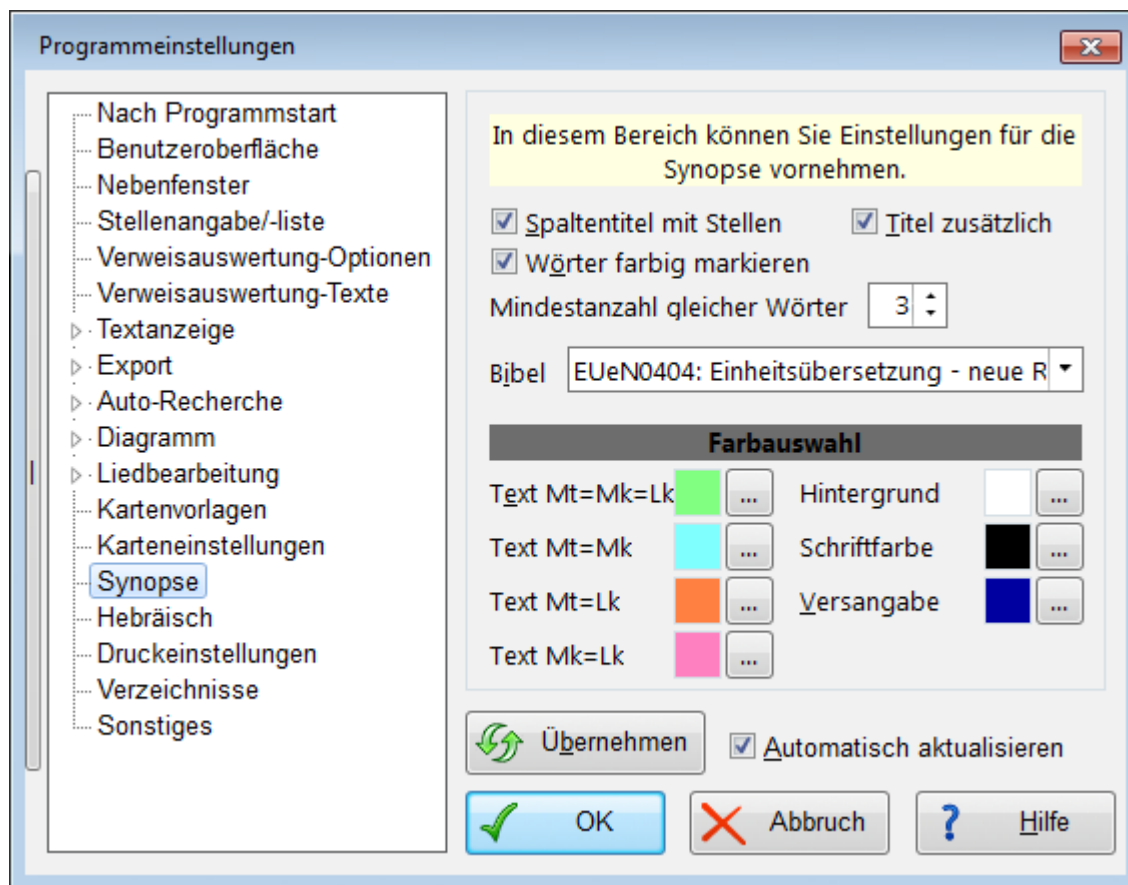 Programmeinstellungen
Nach Programmstart
Benutzeroberfläche
Nebenfenster
Stellenangabe/-liste
Verweisauswertung-Optionen
Verweisauswertung-Texte
Textanzeige
Export
Auto-Recherche
Diagramm
Liedbearbeitung
Kartenvorlagen
Karteneinstellungen
Synopse
Hebräisch
Druckeinstellungen
Verzeichnisse
Sonstiges
In diesem Bereich können Sie Einstellungen für die
Synopse vornehmen.
Spaltentitel mit Stellen Titel zusätzlich
Wörter farbig markieren
Mindestanzahl gleicher Wörter 3
Bibel EUeN0404: Einheitsübersetzung - neue R
Farbauswahl
Text Mt=Mk=Lk ... Hintergrund ...
Text Mt=Mk ... Schriftfarbe ...
Text Mt=Lk ... Versangabe ...
Text Mk=Lk ...
Übernehmen Automatisch aktualisieren
OK Abbruch ? Hilfe